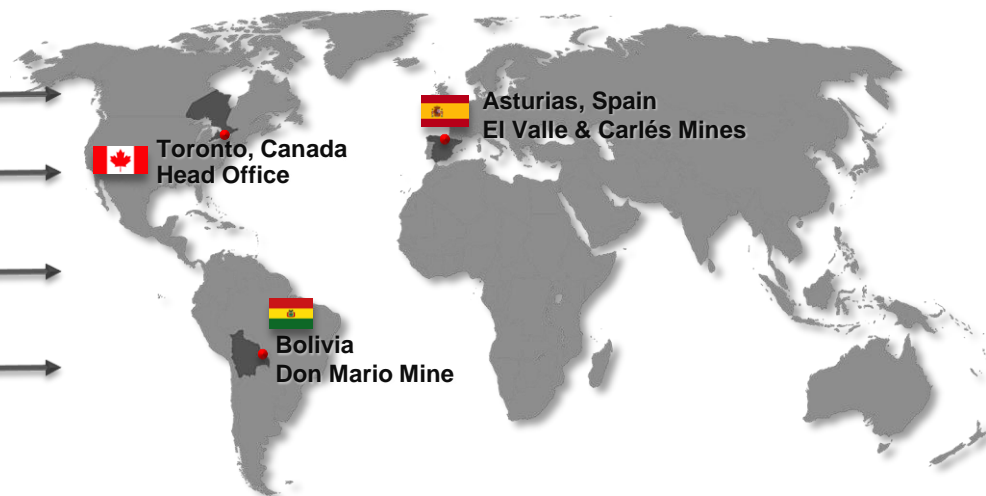 Asturias, Spain
El Valle & Carlés Mines
Toronto, Canada
Head Office
Bolivia
Don Mario Mine